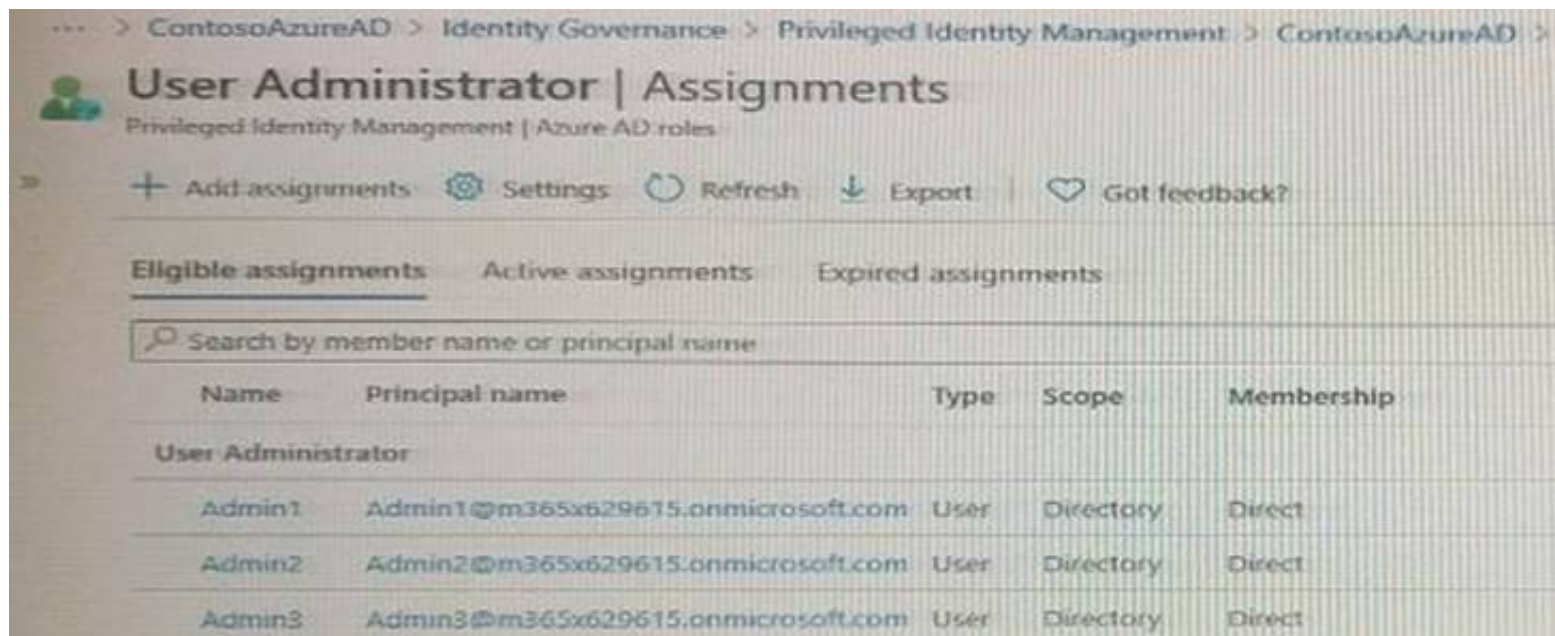 ... > ContosoAzureAD > Identity Governance > Privileged Identity Management > ContosoAzureAD >
User Administrator | Assignments
Privileged Identity Management | Azure AD roles
» + Add assignments Settings Refresh Export Got feedback?
Eligible assignments Active assignments Expired assignments
Search by member name or principal name
Name Principal name Type Scope Membership
User Administrator
Admin1 Admin1@m365x629615.onmicrosoft.com User Directory Direct
Admin2 Admin2@m365x629615.onmicrosoft.com User Directory Direct
Admin3 Admin3@m365x629615.onmicrosoft.com User Directory Direct